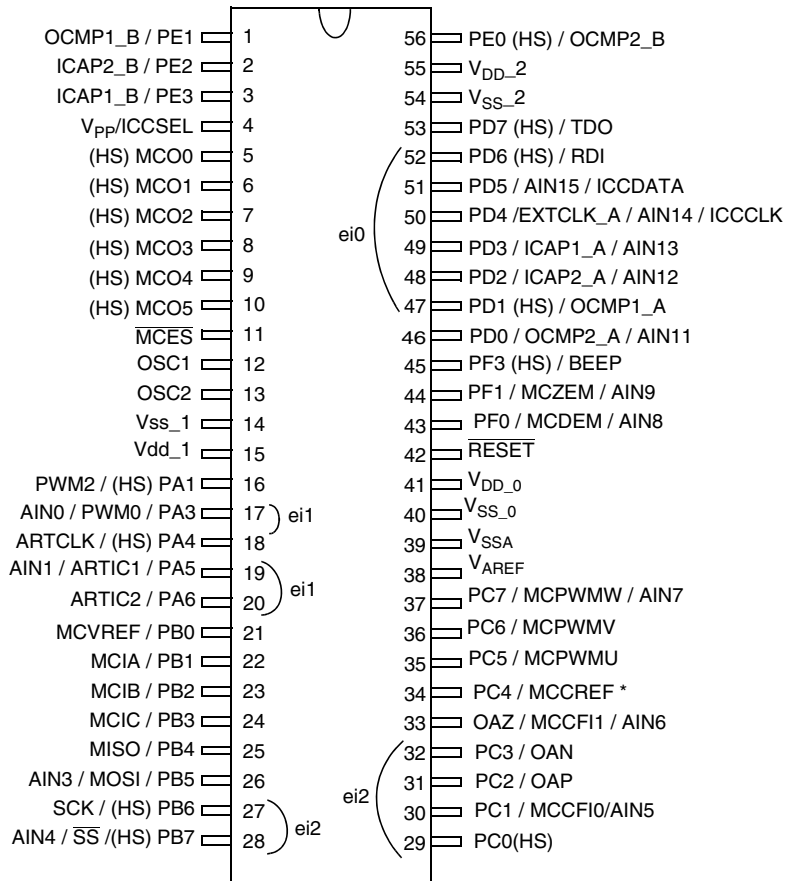 OCMP1_B / PE1 1
ICAP2_B / PE2 2
ICAP1_B / PE3 3
VPP/ICCSEL 4
(HS) MCO0 5
(HS) MCO1 6
(HS) MCO2 7
(HS) MCO3 8
(HS) MCO4 9
(HS) MCO5 10
MCES 11
OSC1 12
OSC2 13
Vss_1 14
Vdd_1 15
PWM2 / (HS) PA1 16
AIN0 / PWM0 / PA3 17
ei1
ARTCLK / (HS) PA4 18
AIN1 / ARTIC1 / PA5 19
ei1
ARTIC2 / PA6 20
MCVREF / PB0 21
MCIA / PB1 22
MCIB / PB2 23
MCIC / PB3 24
MISO / PB4 25
AIN3 / MOSI / PB5 26
SCK / (HS) PB6 27
ei2
AIN4 / SS /(HS) PB7 28
56 PE0 (HS) / OCMP2_B
55 VDD_2
54 VSS_2
53 PD7 (HS) / TDO
52 PD6 (HS) / RDI
51 PD5 / AIN15 / ICCDATA
50 PD4 /EXTCLK_A / AIN14 / ICCCLK
ei0
49 PD3 / ICAP1_A / AIN13
48 PD2 / ICAP2_A / AIN12
47 PD1 (HS) / OCMP1_A
46 PD0 / OCMP2_A / AIN11
45 PF3 (HS) / BEEP
44 PF1 / MCZEM / AIN9
43 PF0 / MCDEM / AIN8
42 RESET
41 VDD_0
40 VSS_0
39 VSSA
38 VAREF
37 PC7 / MCPWMW / AIN7
36 PC6 / MCPWMV
35 PC5 / MCPWMU
34 PC4 / MCCREF *
33 OAZ / MCCFI1 / AIN6
32 PC3 / OAN
31 PC2 / OAP
ei2
30 PC1 / MCCFI0/AIN5
29 PC0(HS)